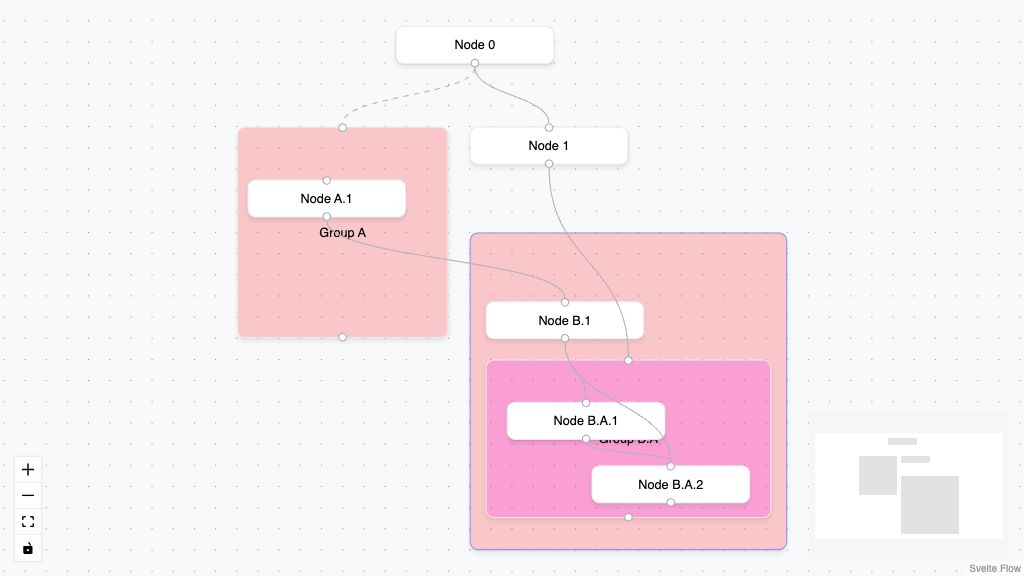 Node 0
Node 1
Node A.1
Group A
Node B.1
Node B.A.1
Group B.A
Node B.A.2
Svelte Flow